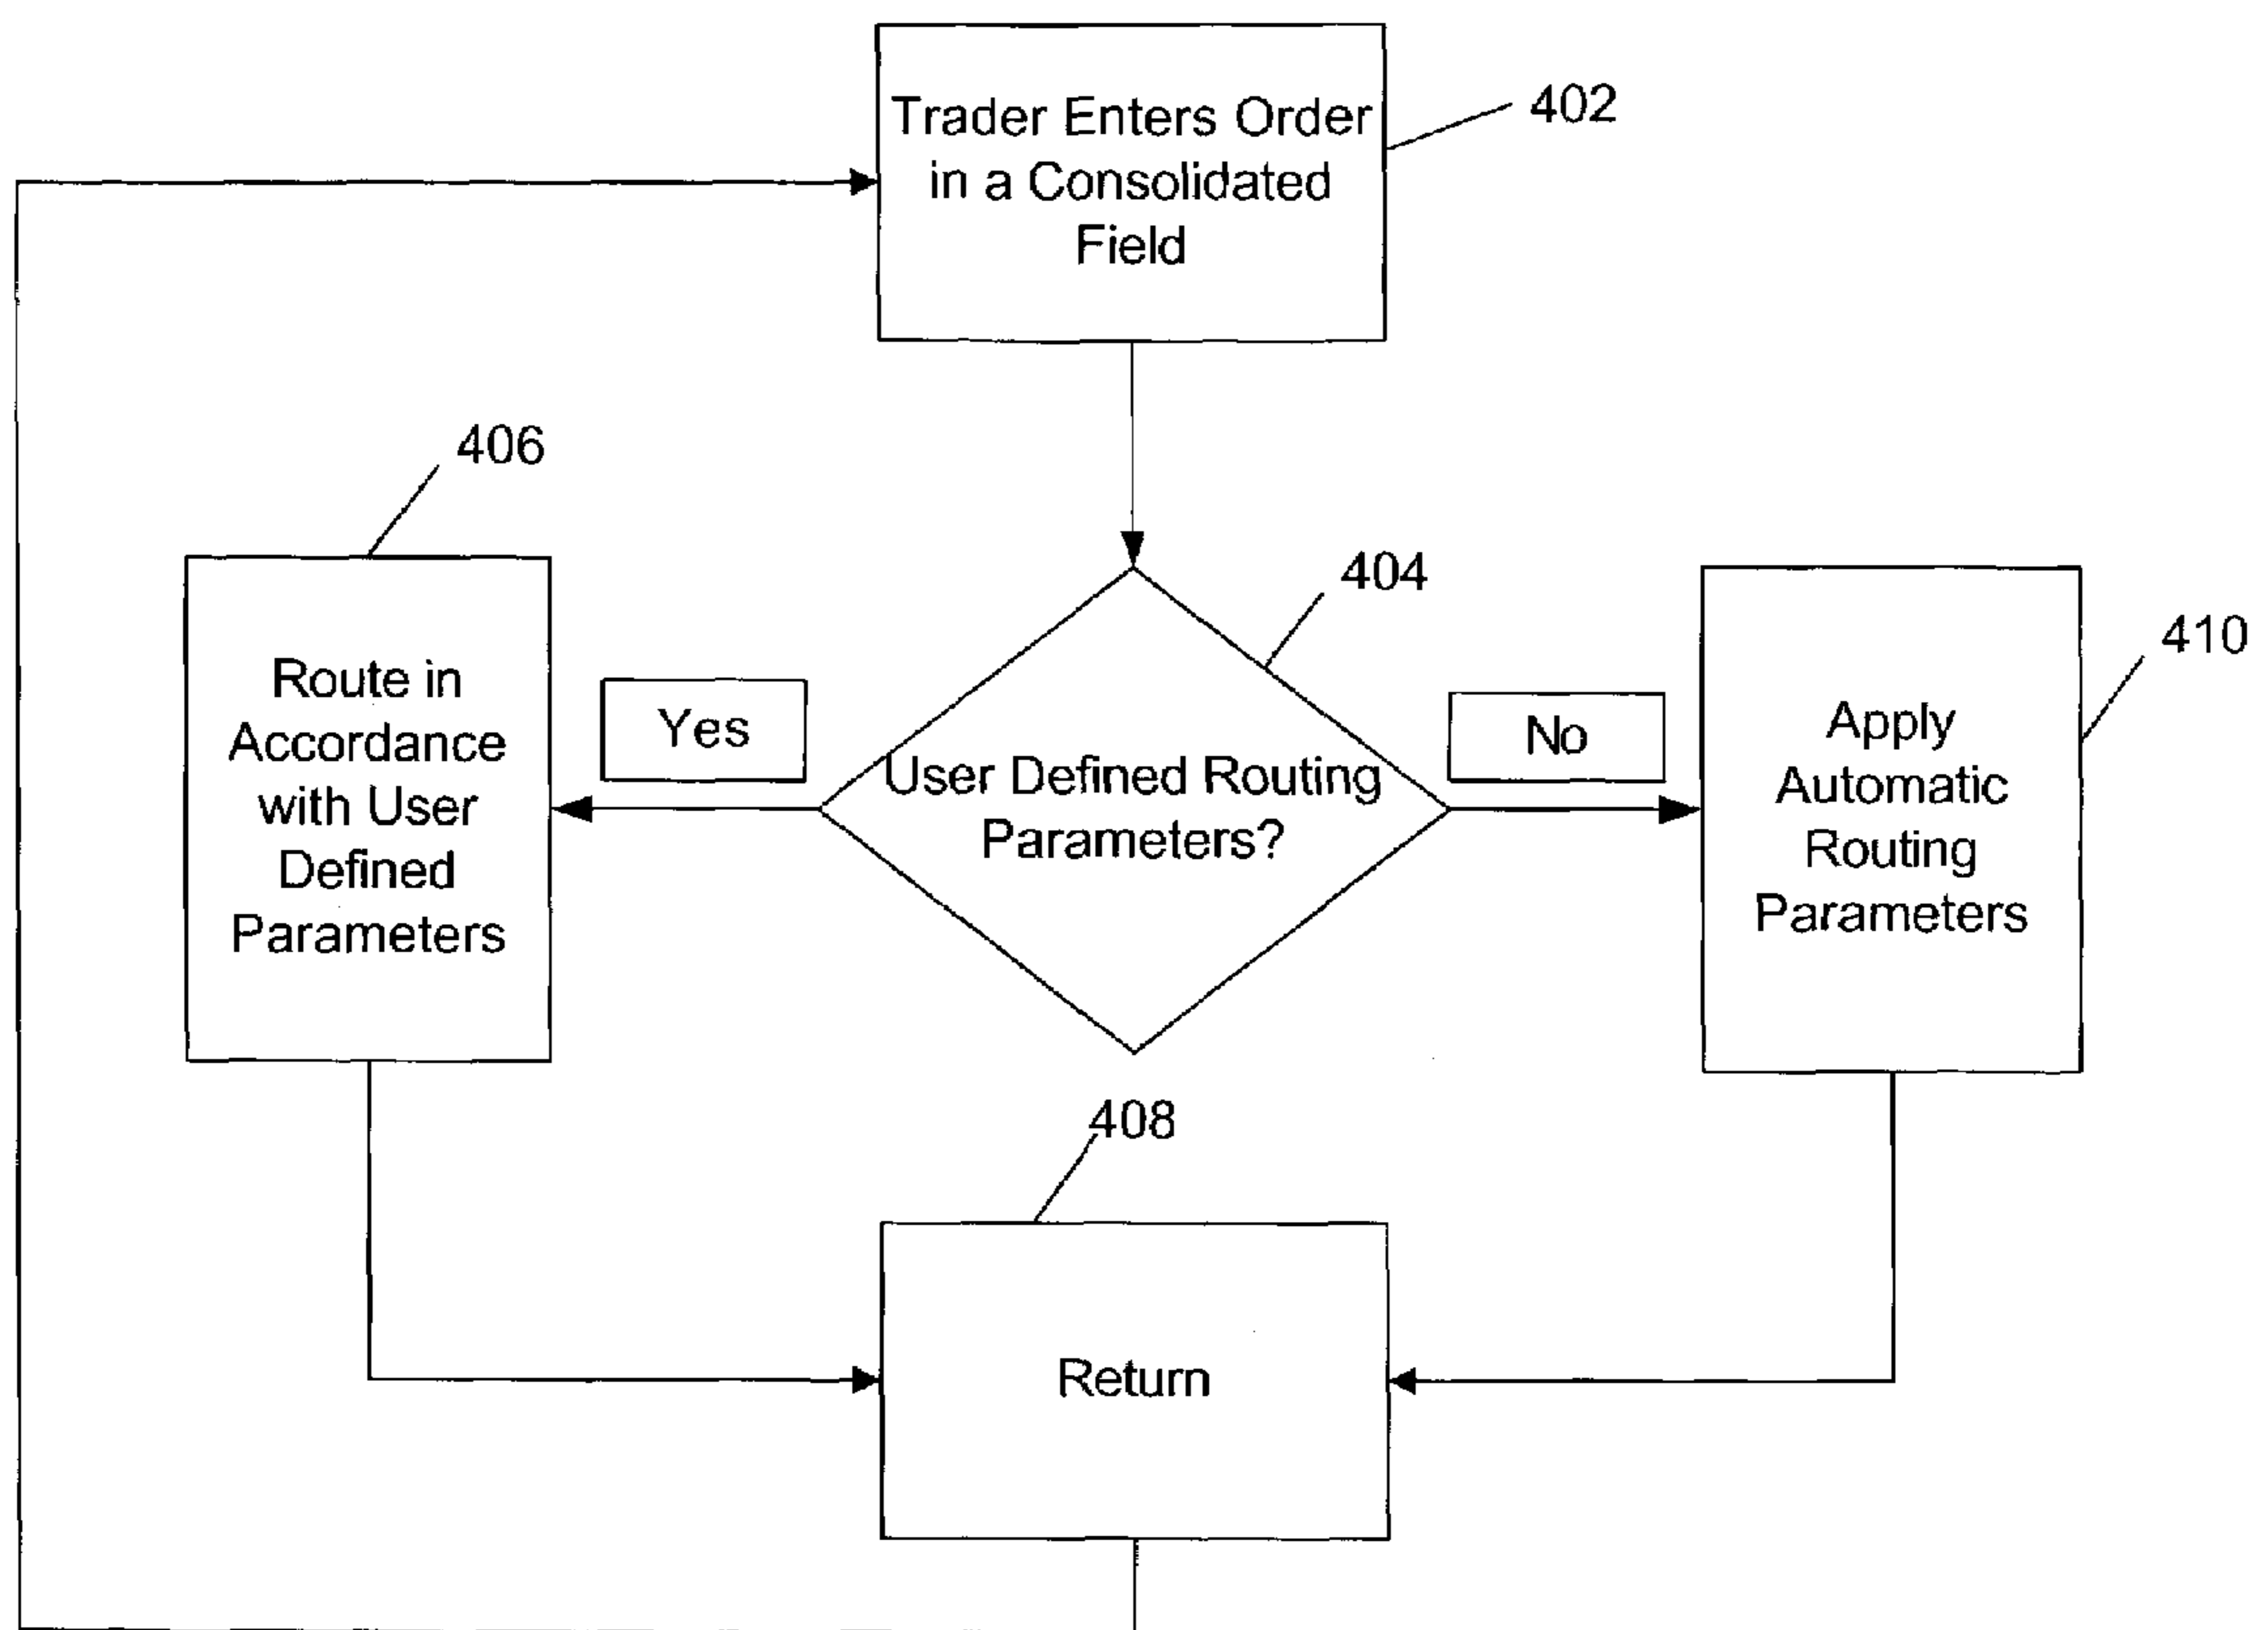 Trader Enters Order
in a Consolidated
Field
402
406
404
410
Route in
Accordance
with User
Defined
Parameters
Yes
User Defined Routing
Parameters?
No
Apply
Automatic
Routing
Parameters
408
Return